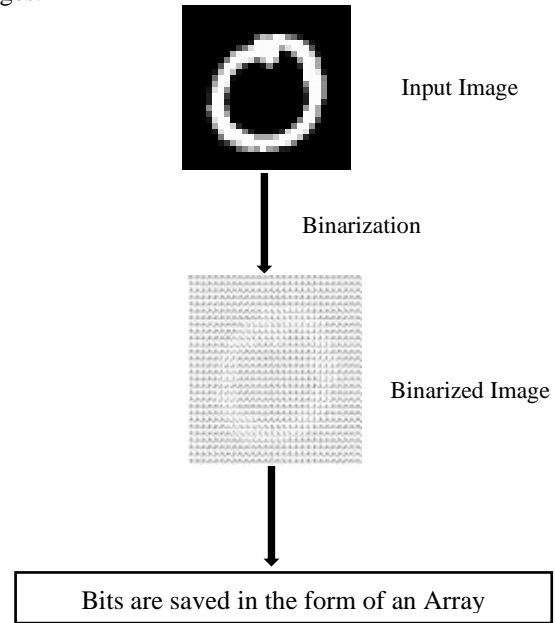 Input Image
Binarization
Binarized Image
Bits are saved in the form of an Array